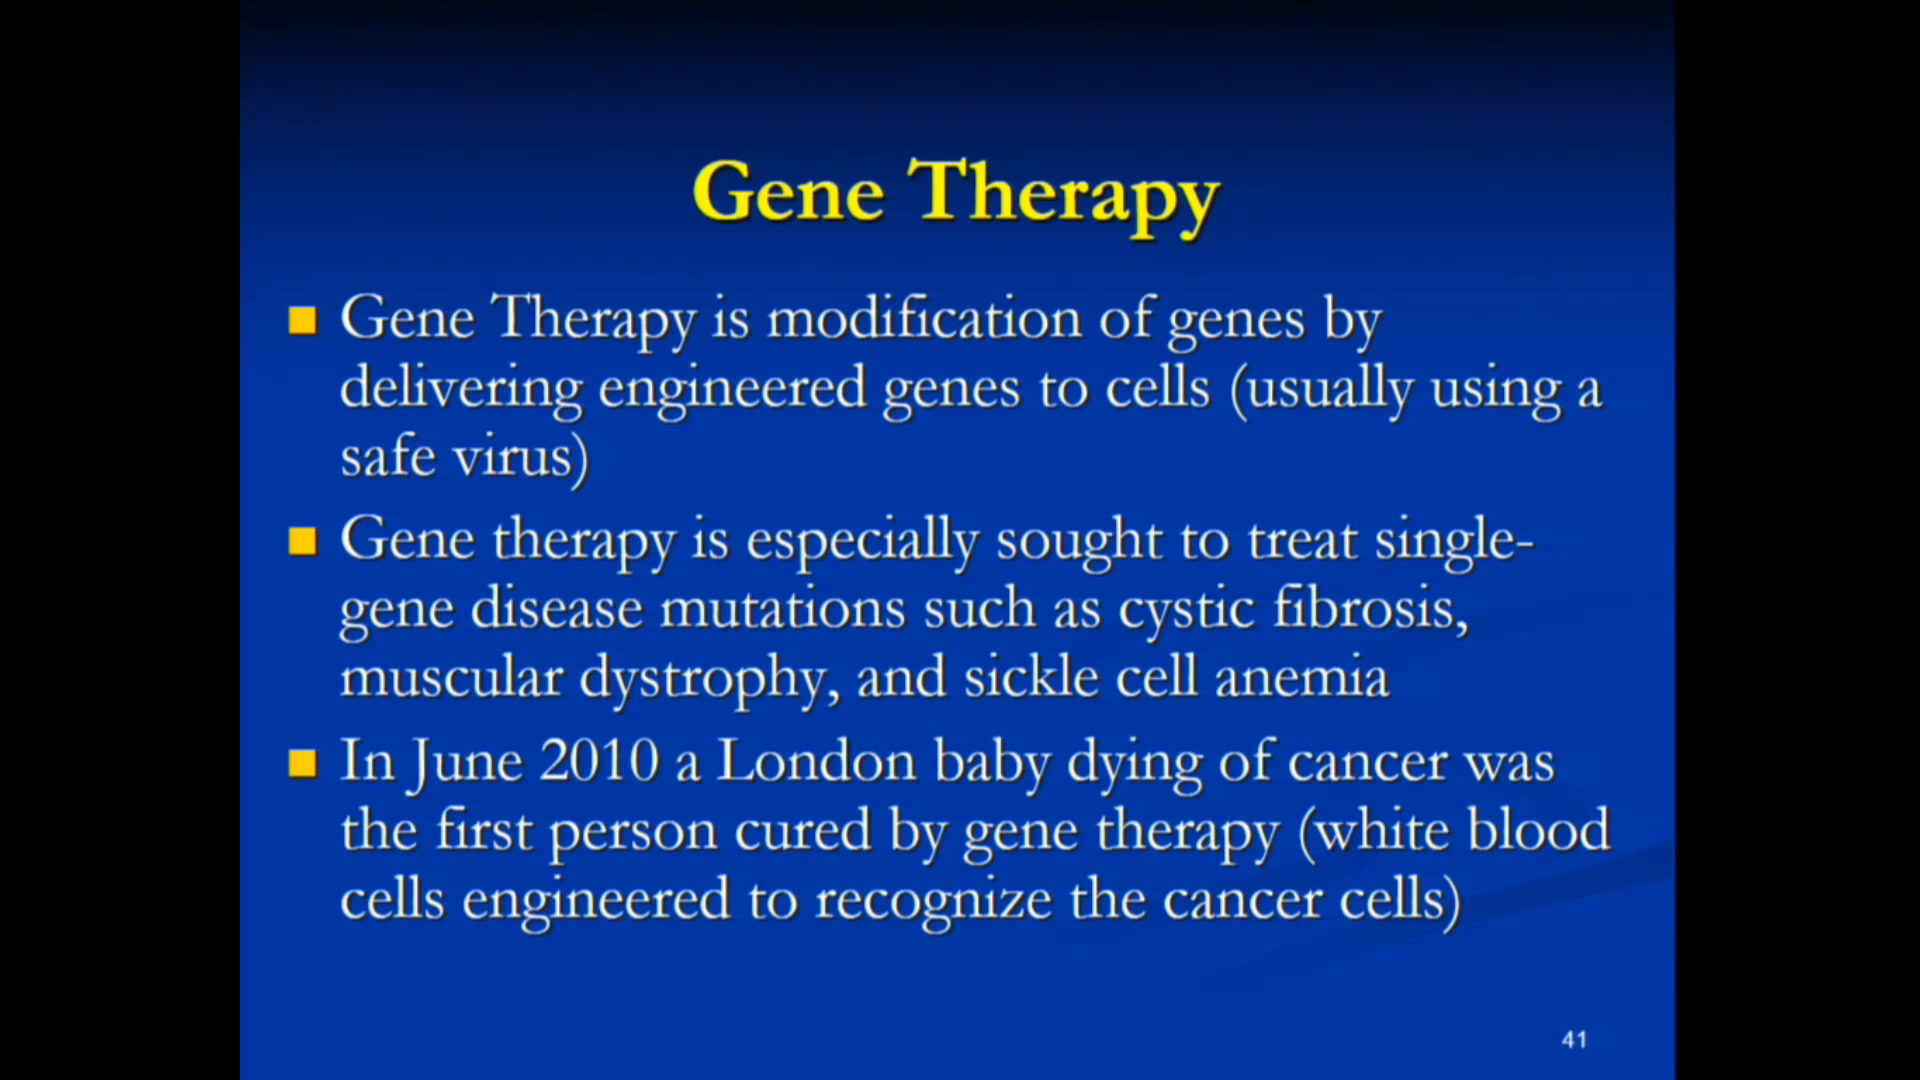 Gene Therapy
Gene Therapy is modification of genes by
delivering engineered genes to cells (usually using a
safe virus)
Gene therapy is especially sought to treat single-
gene disease mutations such as cystic fibrosis,
muscular dystrophy, and sickle cell anemia
In June 2010 a London baby dying of cancer was
the first person cured by gene therapy (white blood
cells engineered to recognize the cancer cells)
41